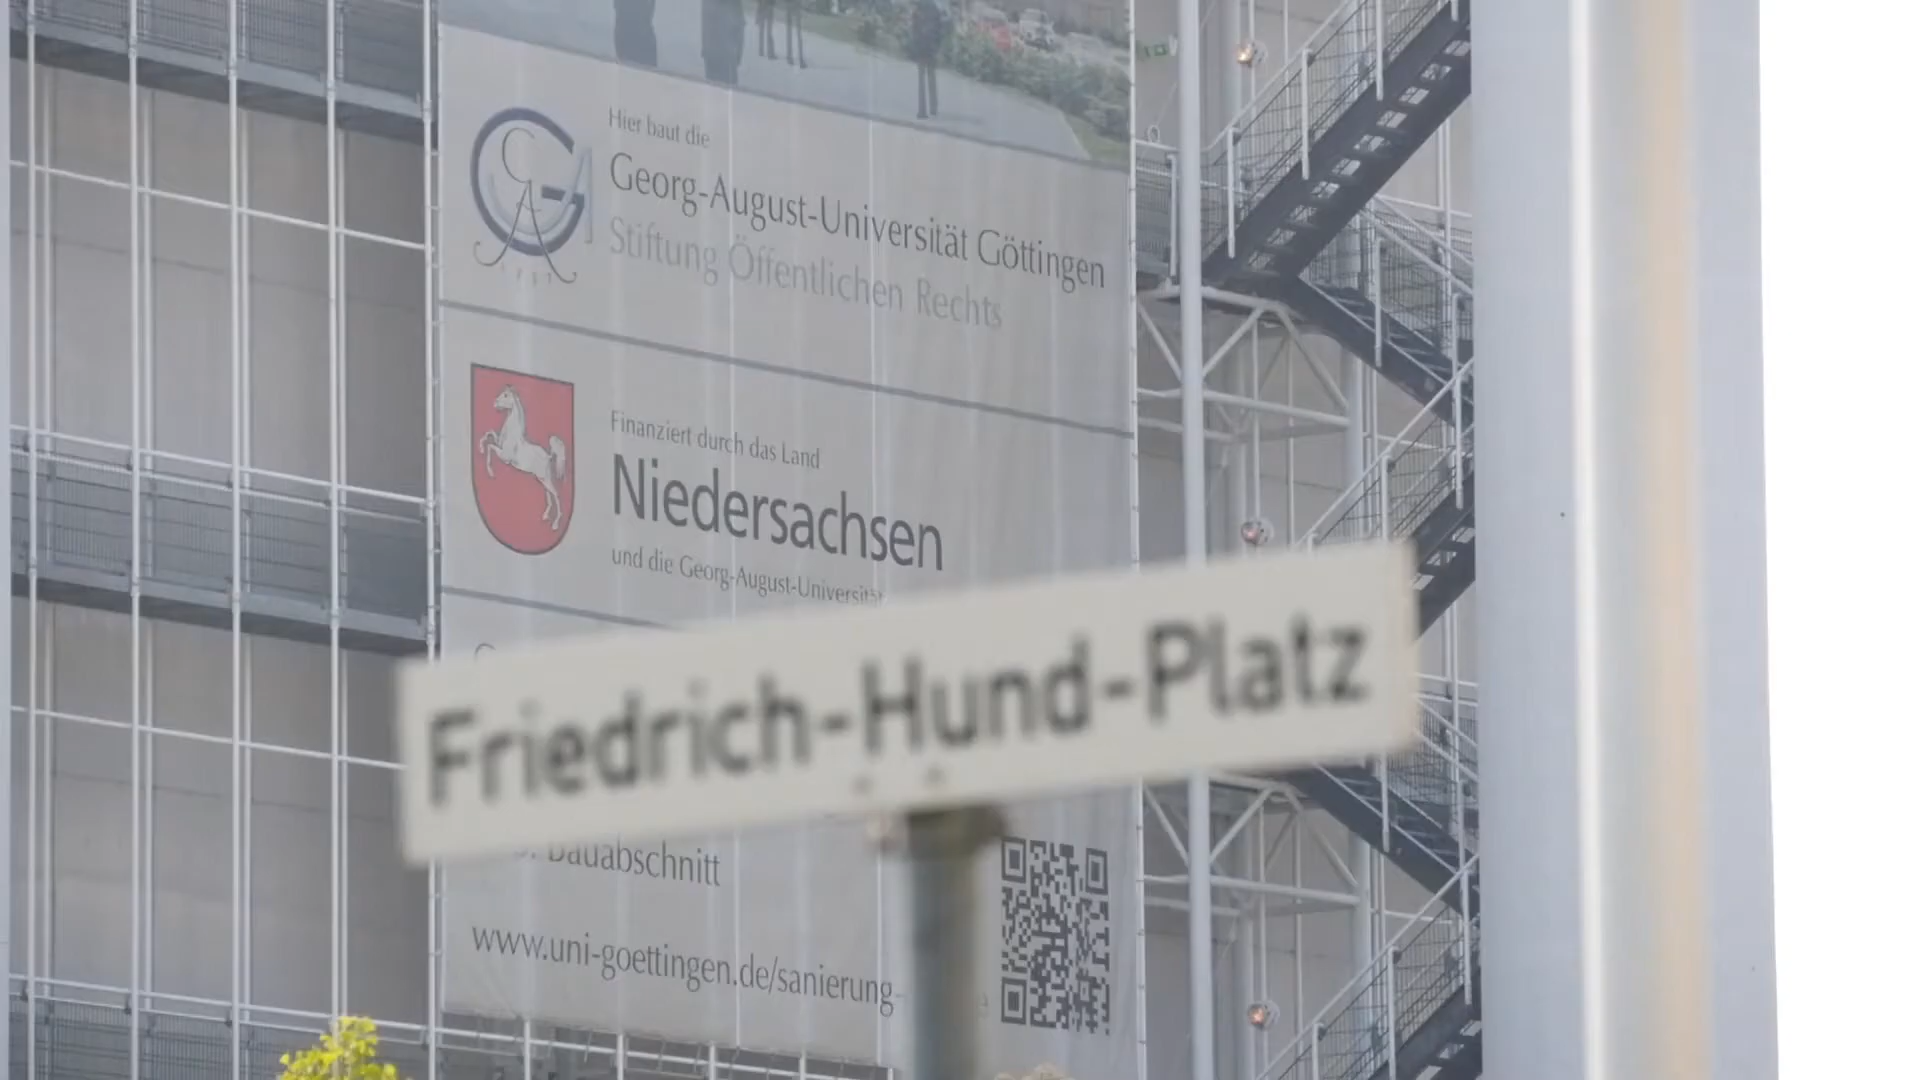 Hier baut die
Georg-August-Universität Göttingen
Stiftung Öffentlichen Rechts
Finanziert durch das Land
Niedersachsen
und die Georg-August-Universität
Friedrich-Hund-Platz
Bauabschnitt
www.uni-goettingen.de/sanierung-